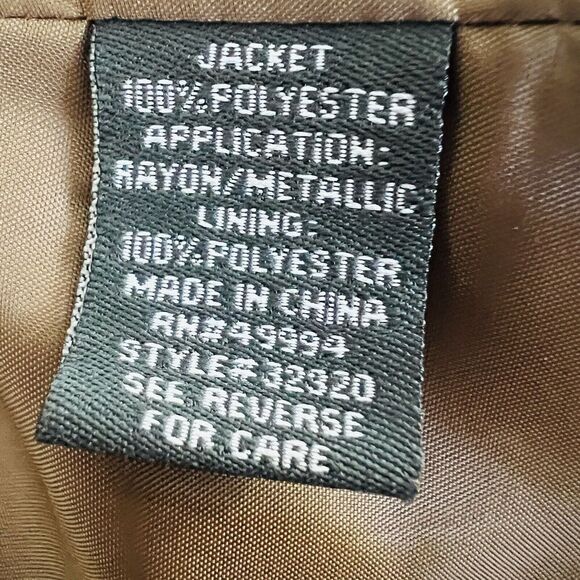 JACKET
100% POLYESTER
APPLICATION:
RAYON/METALLIC
LINING:
100% POLYESTER
MADE IN CHINA
RN#49994
STYLE# 32320
SEE REVERSE
FOR CARE